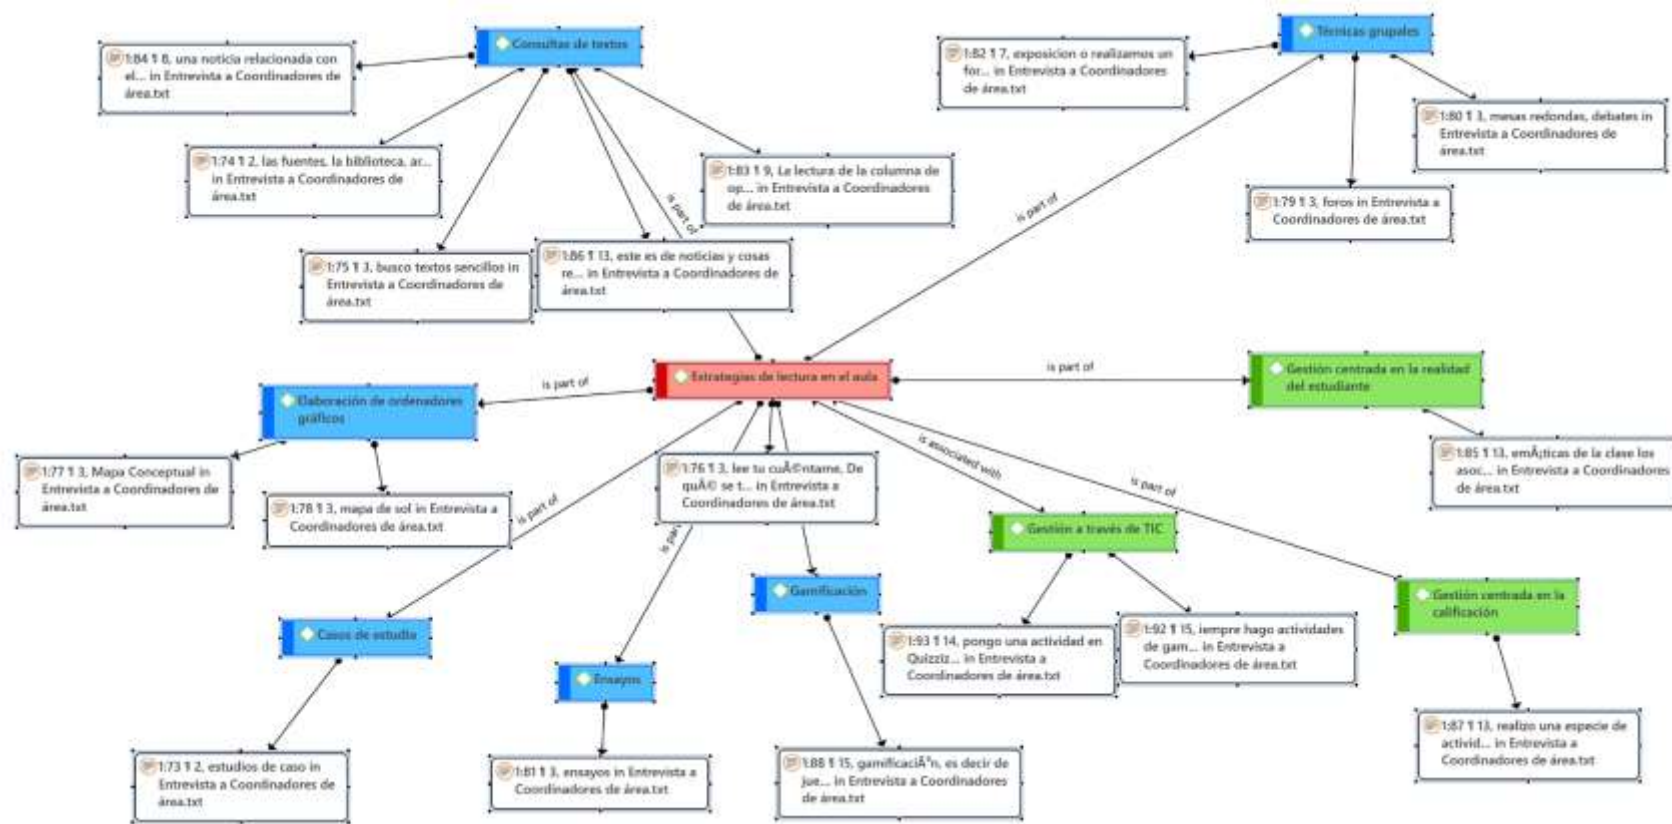 Consultas de textos
Técnicas grupales
1:84 ¶ 8, una noticia relacionada con
el... in Entrevista a Coordinadores de
área.txt
1:82 ¶ 7, exposicion o realizamos un
for... in Entrevista a Coordinadores
de área.txt
1:80 ¶ 3, mesas redondas, debates in
Entrevista a Coordinadores de
área.txt
1:74 ¶ 2, las fuentes, la biblioteca, ar...
in Entrevista a Coordinadores de
área.txt
1:83 ¶ 9, La lectura de la columna de
op... in Entrevista a Coordinadores
de área.txt
1:79 ¶ 3, foros in Entrevista a
Coordinadores de área.txt
is part of
is part of
1:75 ¶ 3, busco textos sencillos in
Entrevista a Coordinadores de
área.txt
1:86 ¶ 13, este es de noticias y cosas
re... in Entrevista a Coordinadores de
área.txt
Estrategias de lectura en el aula
is part of
Gestión centrada en la realidad
del estudiante
is part of
Elaboración de ordenadores
gráficos
1:77 ¶ 3, Mapa Conceptual in
Entrevista a Coordinadores de
área.txt
1:78 ¶ 3, mapa de sol in Entrevista a
Coordinadores de área.txt
1:76 ¶ 3, lee tu cuÃ©ntame, De
quÃ© se t... in Entrevista a
Coordinadores de área.txt
is associated with
is part of
1:85 ¶ 13, emÃ¡ticas de la clase los
asoc... in Entrevista a Coordinadores
de área.txt
is part of
is part
Gestión a través de TIC
Gamificación
Gestión centrada en la
calificación
Casos de estudio
Ensayos
1:93 ¶ 14, pongo una actividad en
Quizziz... in Entrevista a
Coordinadores de área.txt
1:92 ¶ 15, iempre hago actividades
de gam... in Entrevista a
Coordinadores de área.txt
1:73 ¶ 2, estudios de caso in
Entrevista a Coordinadores de
área.txt
1:81 ¶ 3, ensayos in Entrevista a
Coordinadores de área.txt
1:88 ¶ 15, gamificaciÃ³n, es decir de
jue... in Entrevista a Coordinadores
de área.txt
1:87 ¶ 13, realizo una especie de
activid... in Entrevista a
Coordinadores de área.txt